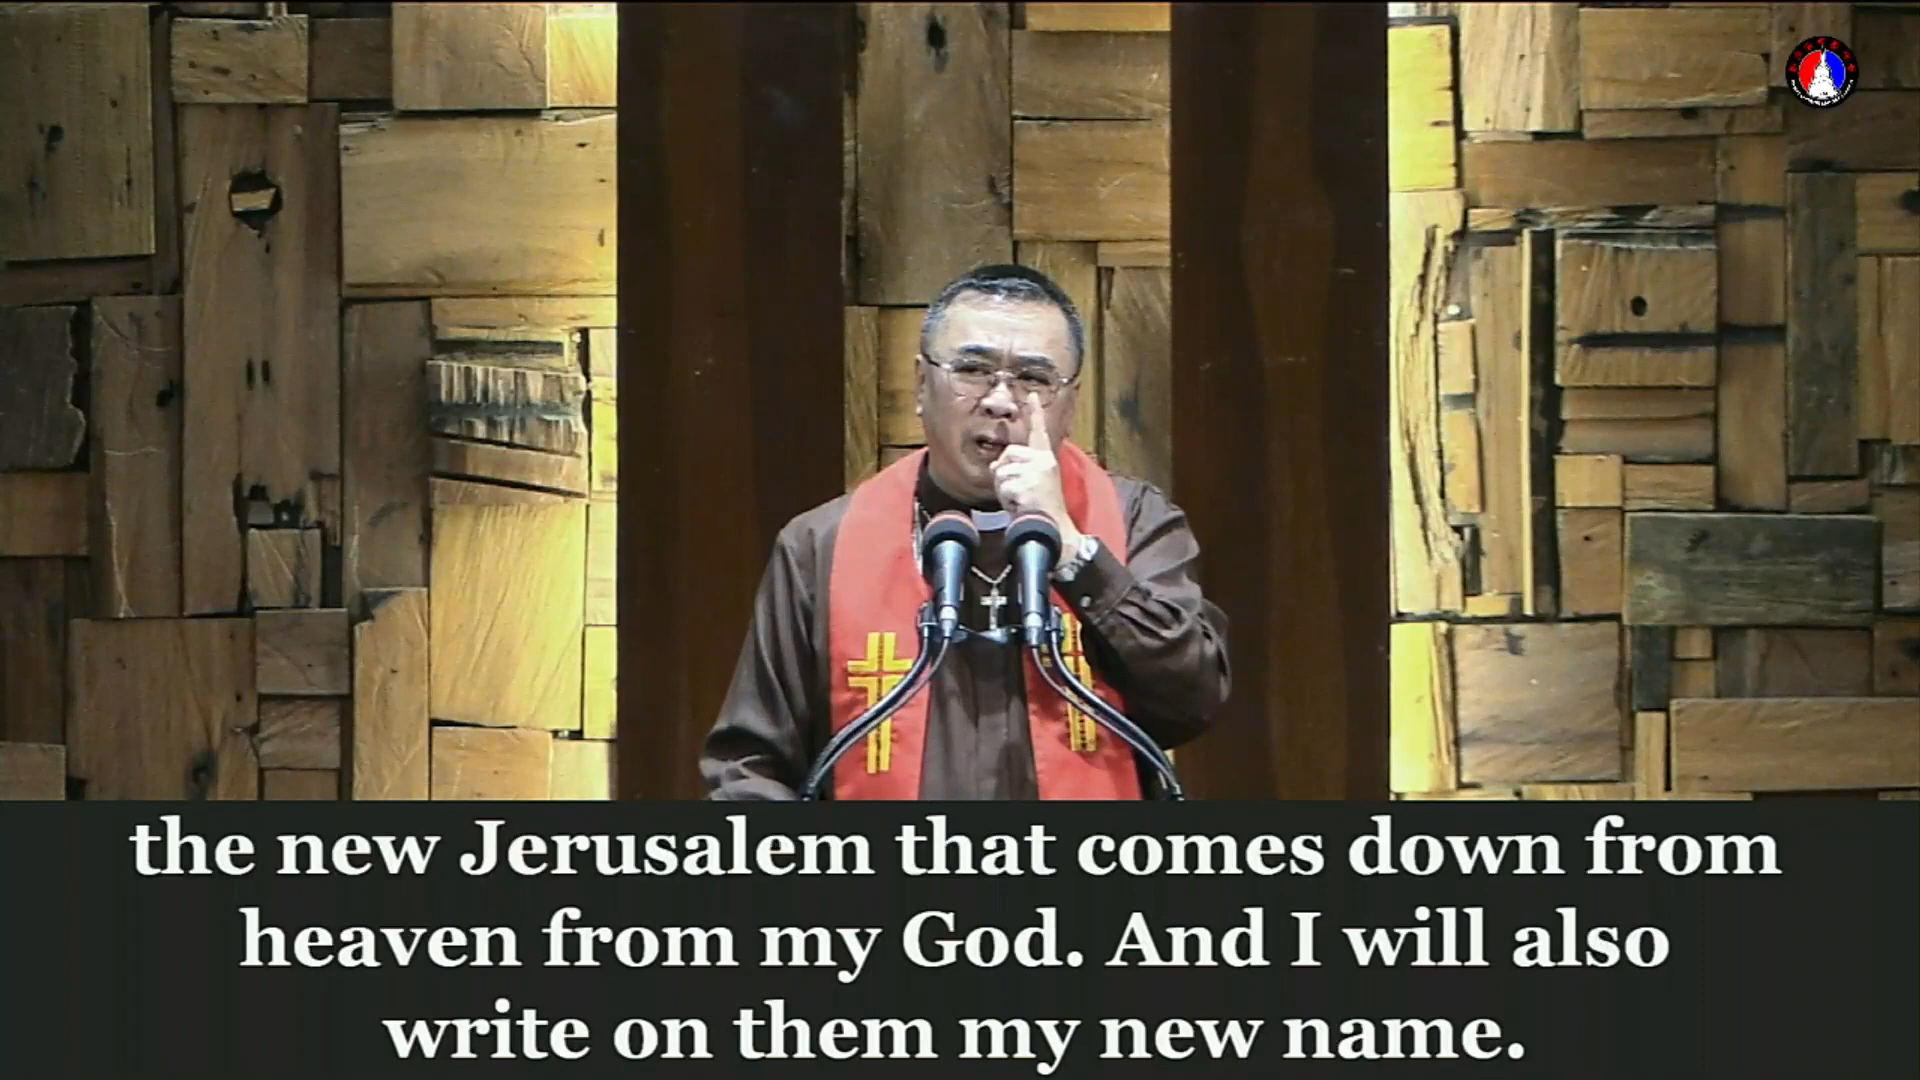 the new Jerusalem that comes down from
heaven from my God. And I will also
write on them my new name.